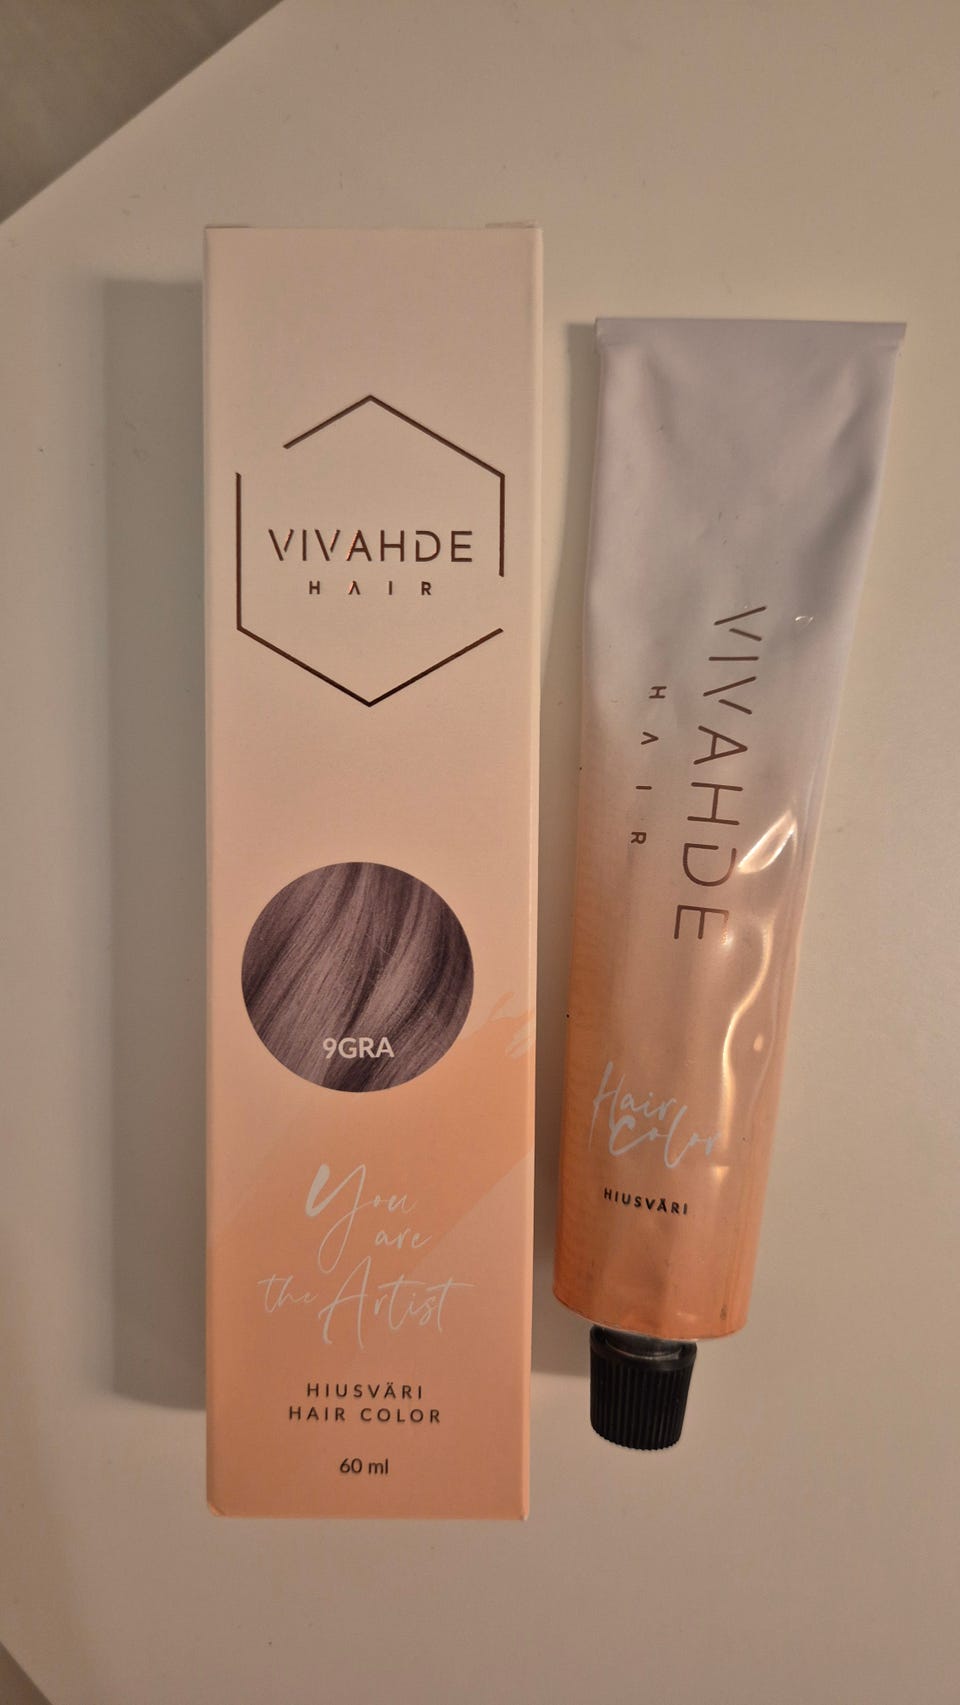 VIVAHDE
HAIR
9GRA
You
are
the Artist
HIUSVÄRI
HAIR COLOR
60 ml
VIVAHDE
HAIR
Hair
Color
HIUSVÄRI